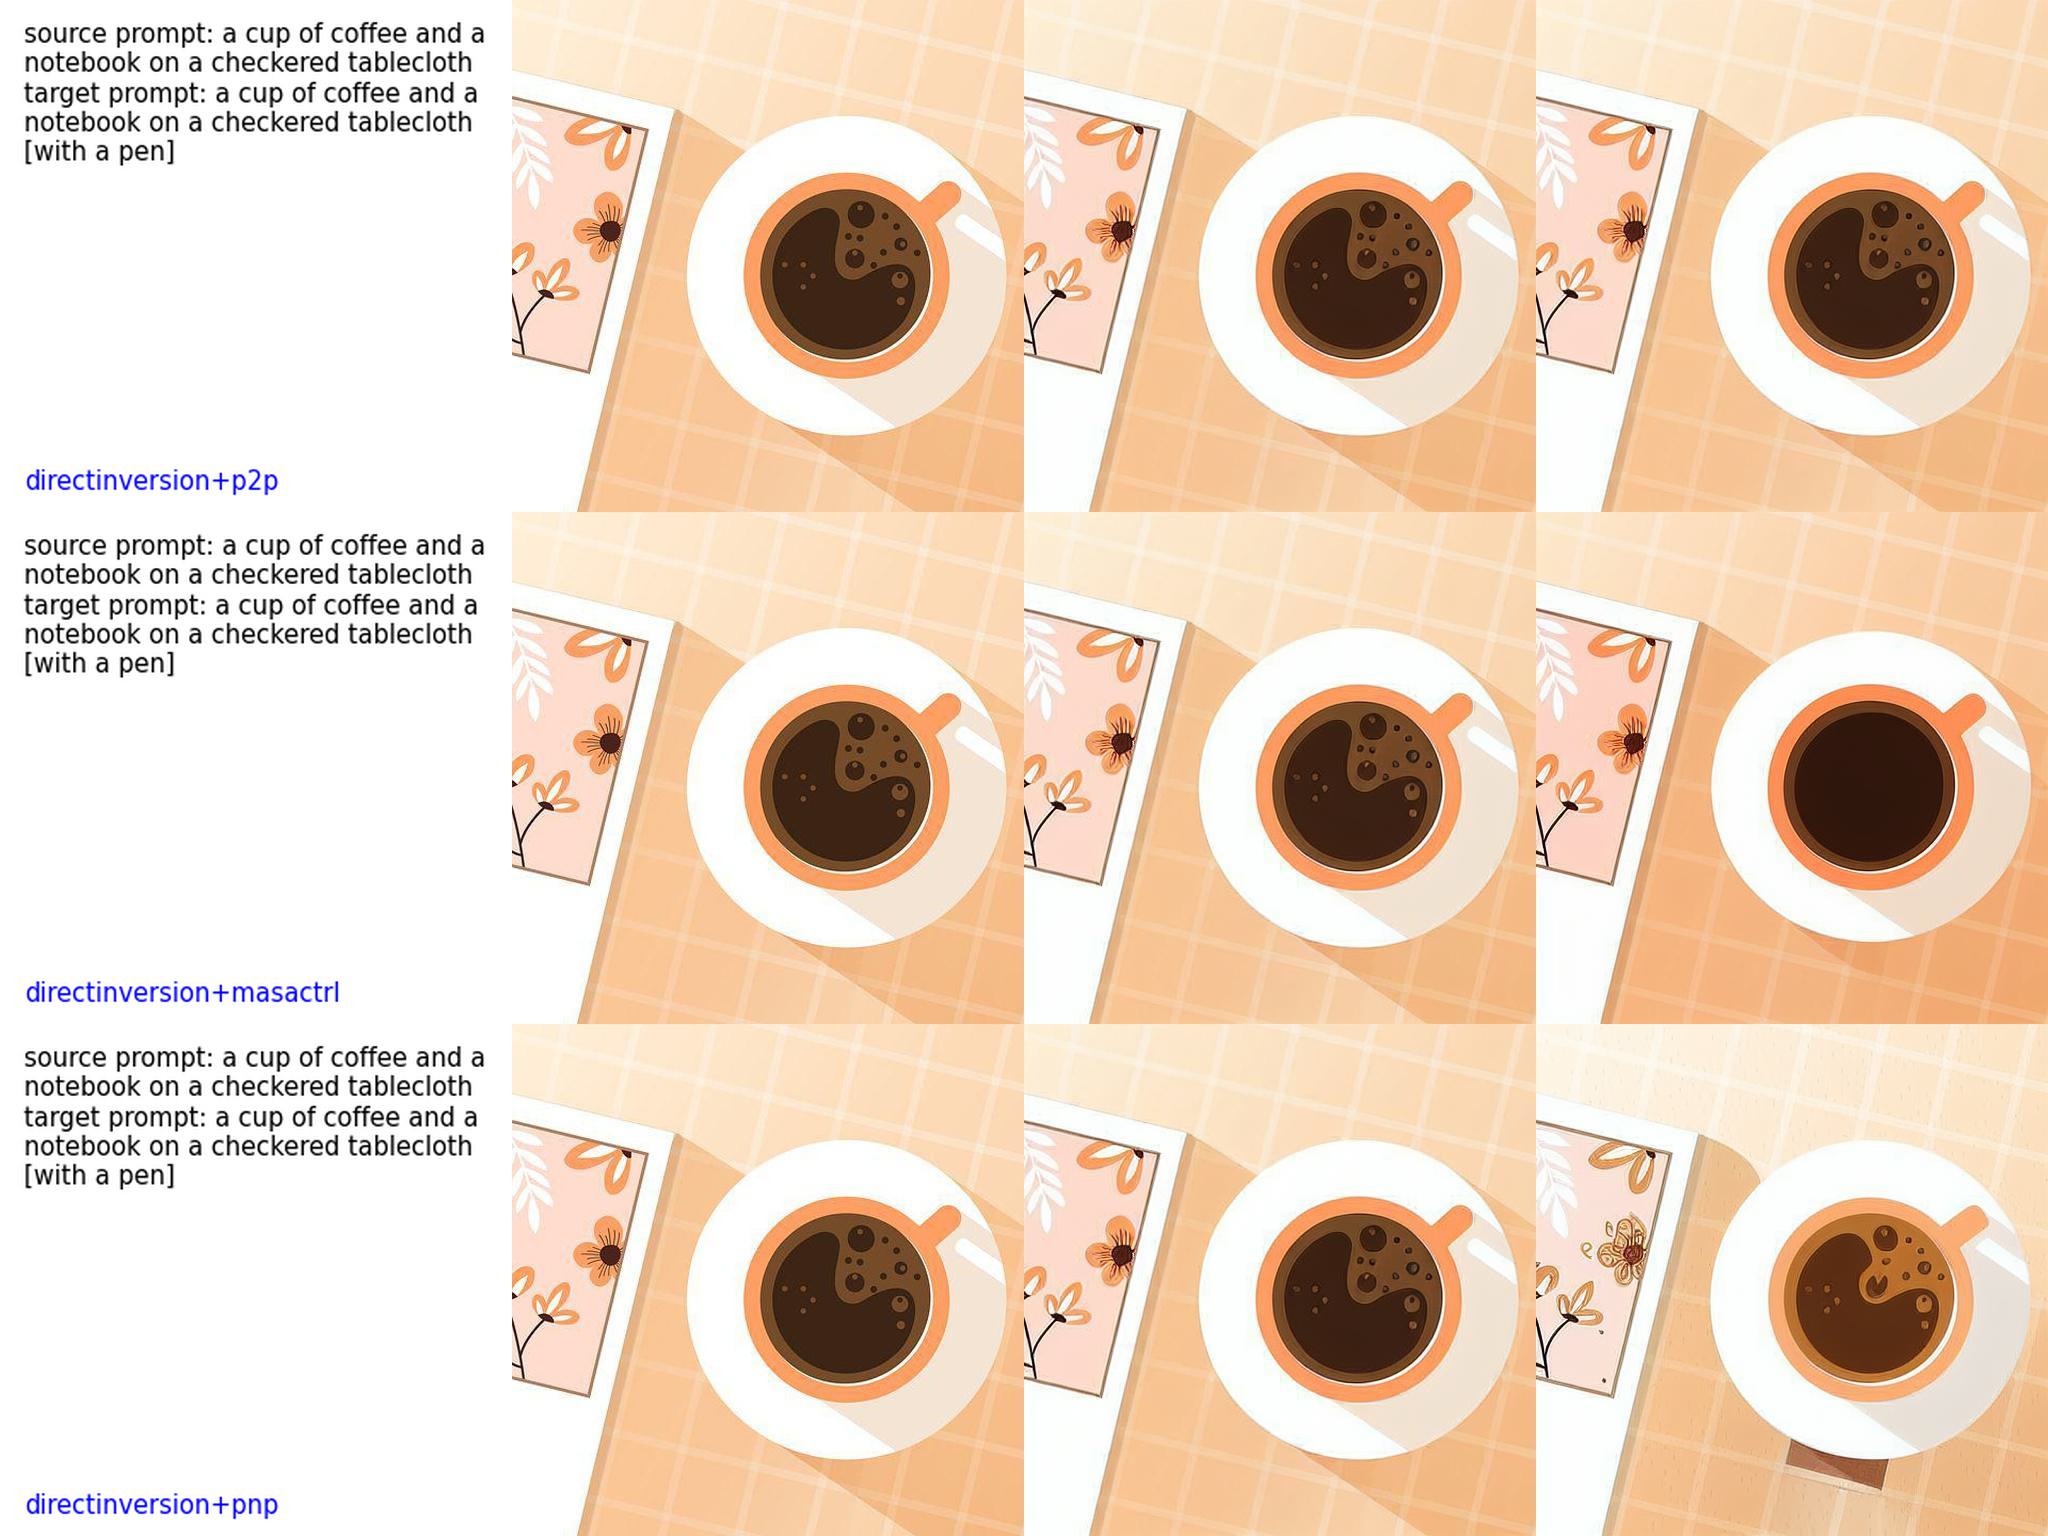 source prompt: a cup of coffee and a
notebook on a checkered tablecloth
target prompt: a cup of coffee and a
notebook on a checkered tablecloth
[with a pen]
directinversion+p2p
source prompt: a cup of coffee and a
notebook on a checkered tablecloth
target prompt: a cup of coffee and a
notebook on a checkered tablecloth
[with a pen]
directinversion+masactrl
source prompt: a cup of coffee and a
notebook on a checkered tablecloth
target prompt: a cup of coffee and a
notebook on a checkered tablecloth
[with a pen]
directinversion+pnp